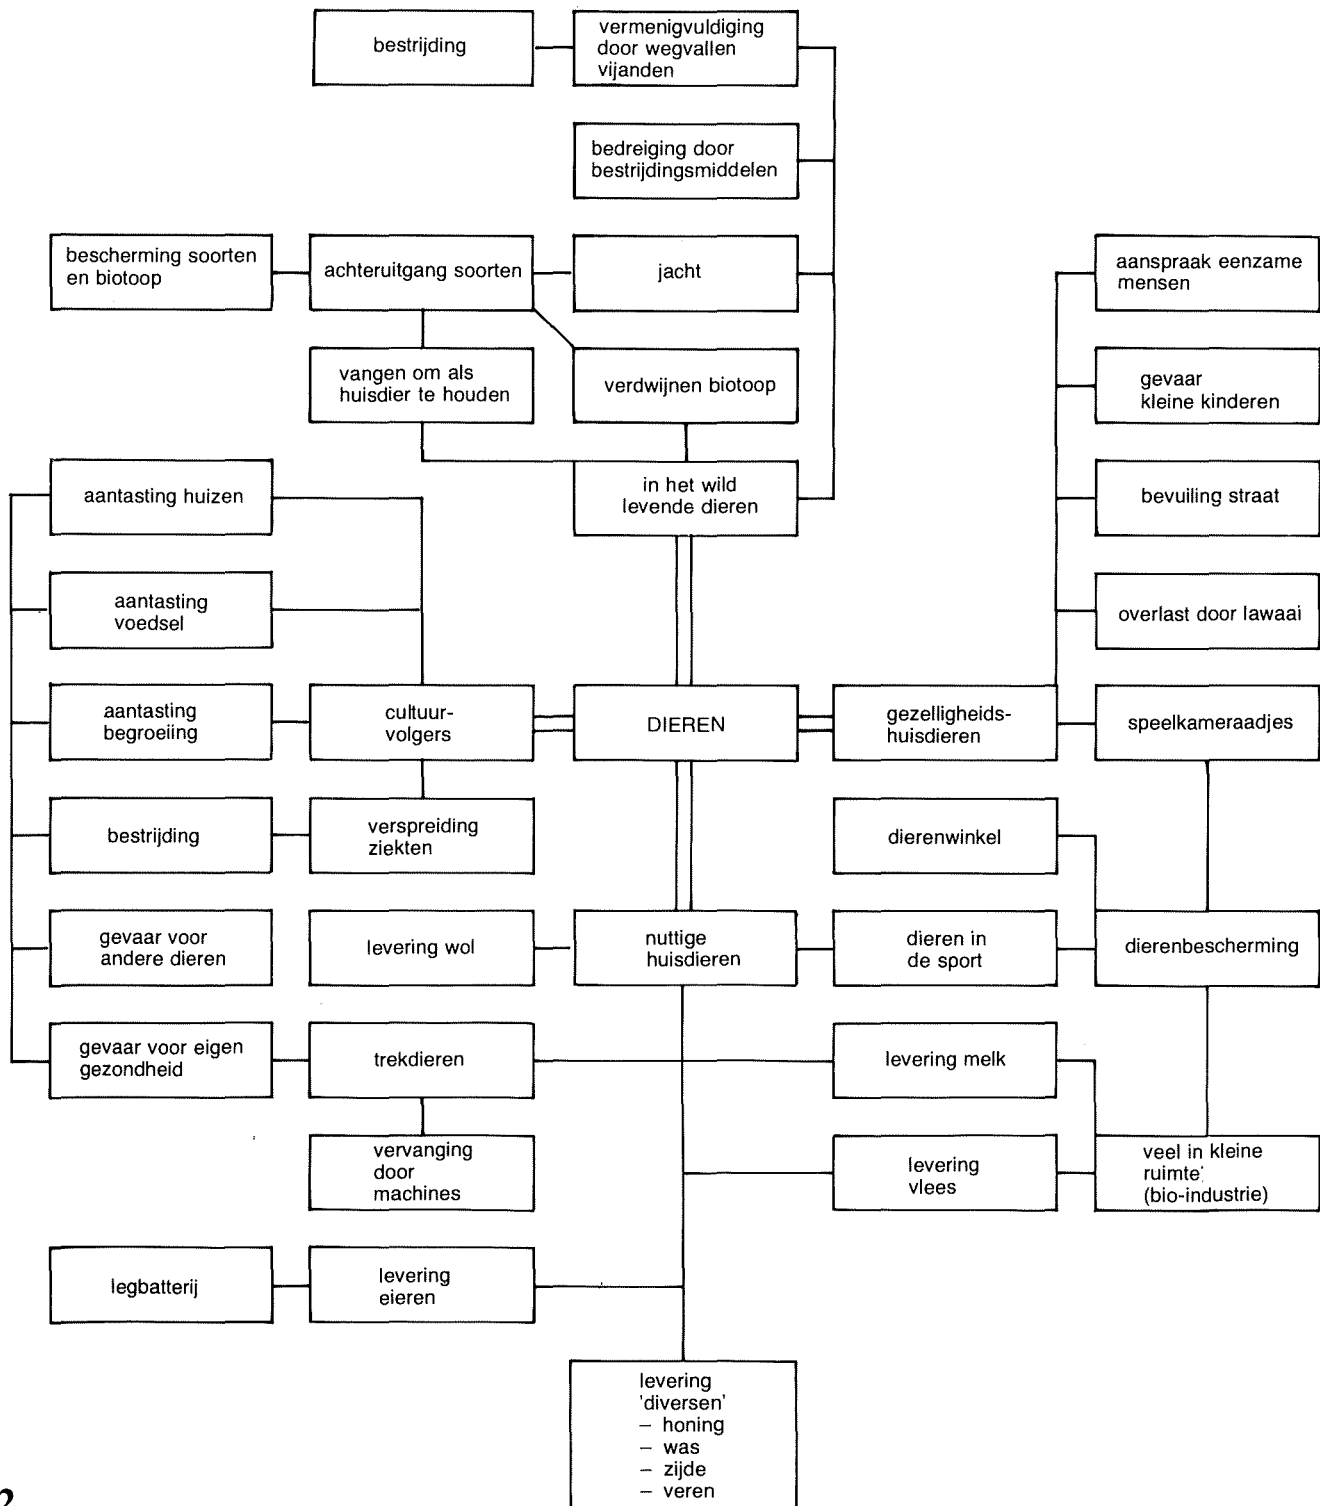 bestrijding
vermenigvuldiging
door wegvallen
vijanden
bedreiging door
bestrijdingsmiddelen
bescherming soorten
en biotoop
achteruitgang soorten
jacht
aanspraak eenzame
mensen
vangen om als
huisdier te houden
verdwijnen biotoop
gevaar
kleine kinderen
aantasting huizen
in het wild
levende dieren
bevuiling straat
aantasting
voedsel
overlast door lawaai
aantasting
begroeiing
cultuur-
volgers
DIEREN
gezelligheids-
huisdieren
speelkameraadjes
bestrijding
verspreiding
ziekten
dierenwinkel
gevaar voor
andere dieren
levering wol
nuttige
huisdieren
dieren in
de sport
dierenbescherming
gevaar voor eigen
gezondheid
trekdieren
levering melk
vervanging
door
machines
levering
vlees
veel in kleine
ruimte
(bio-industrie)
legbatterij
levering
eieren
levering
'diversen'
– honing
– was
– zijde
– veren